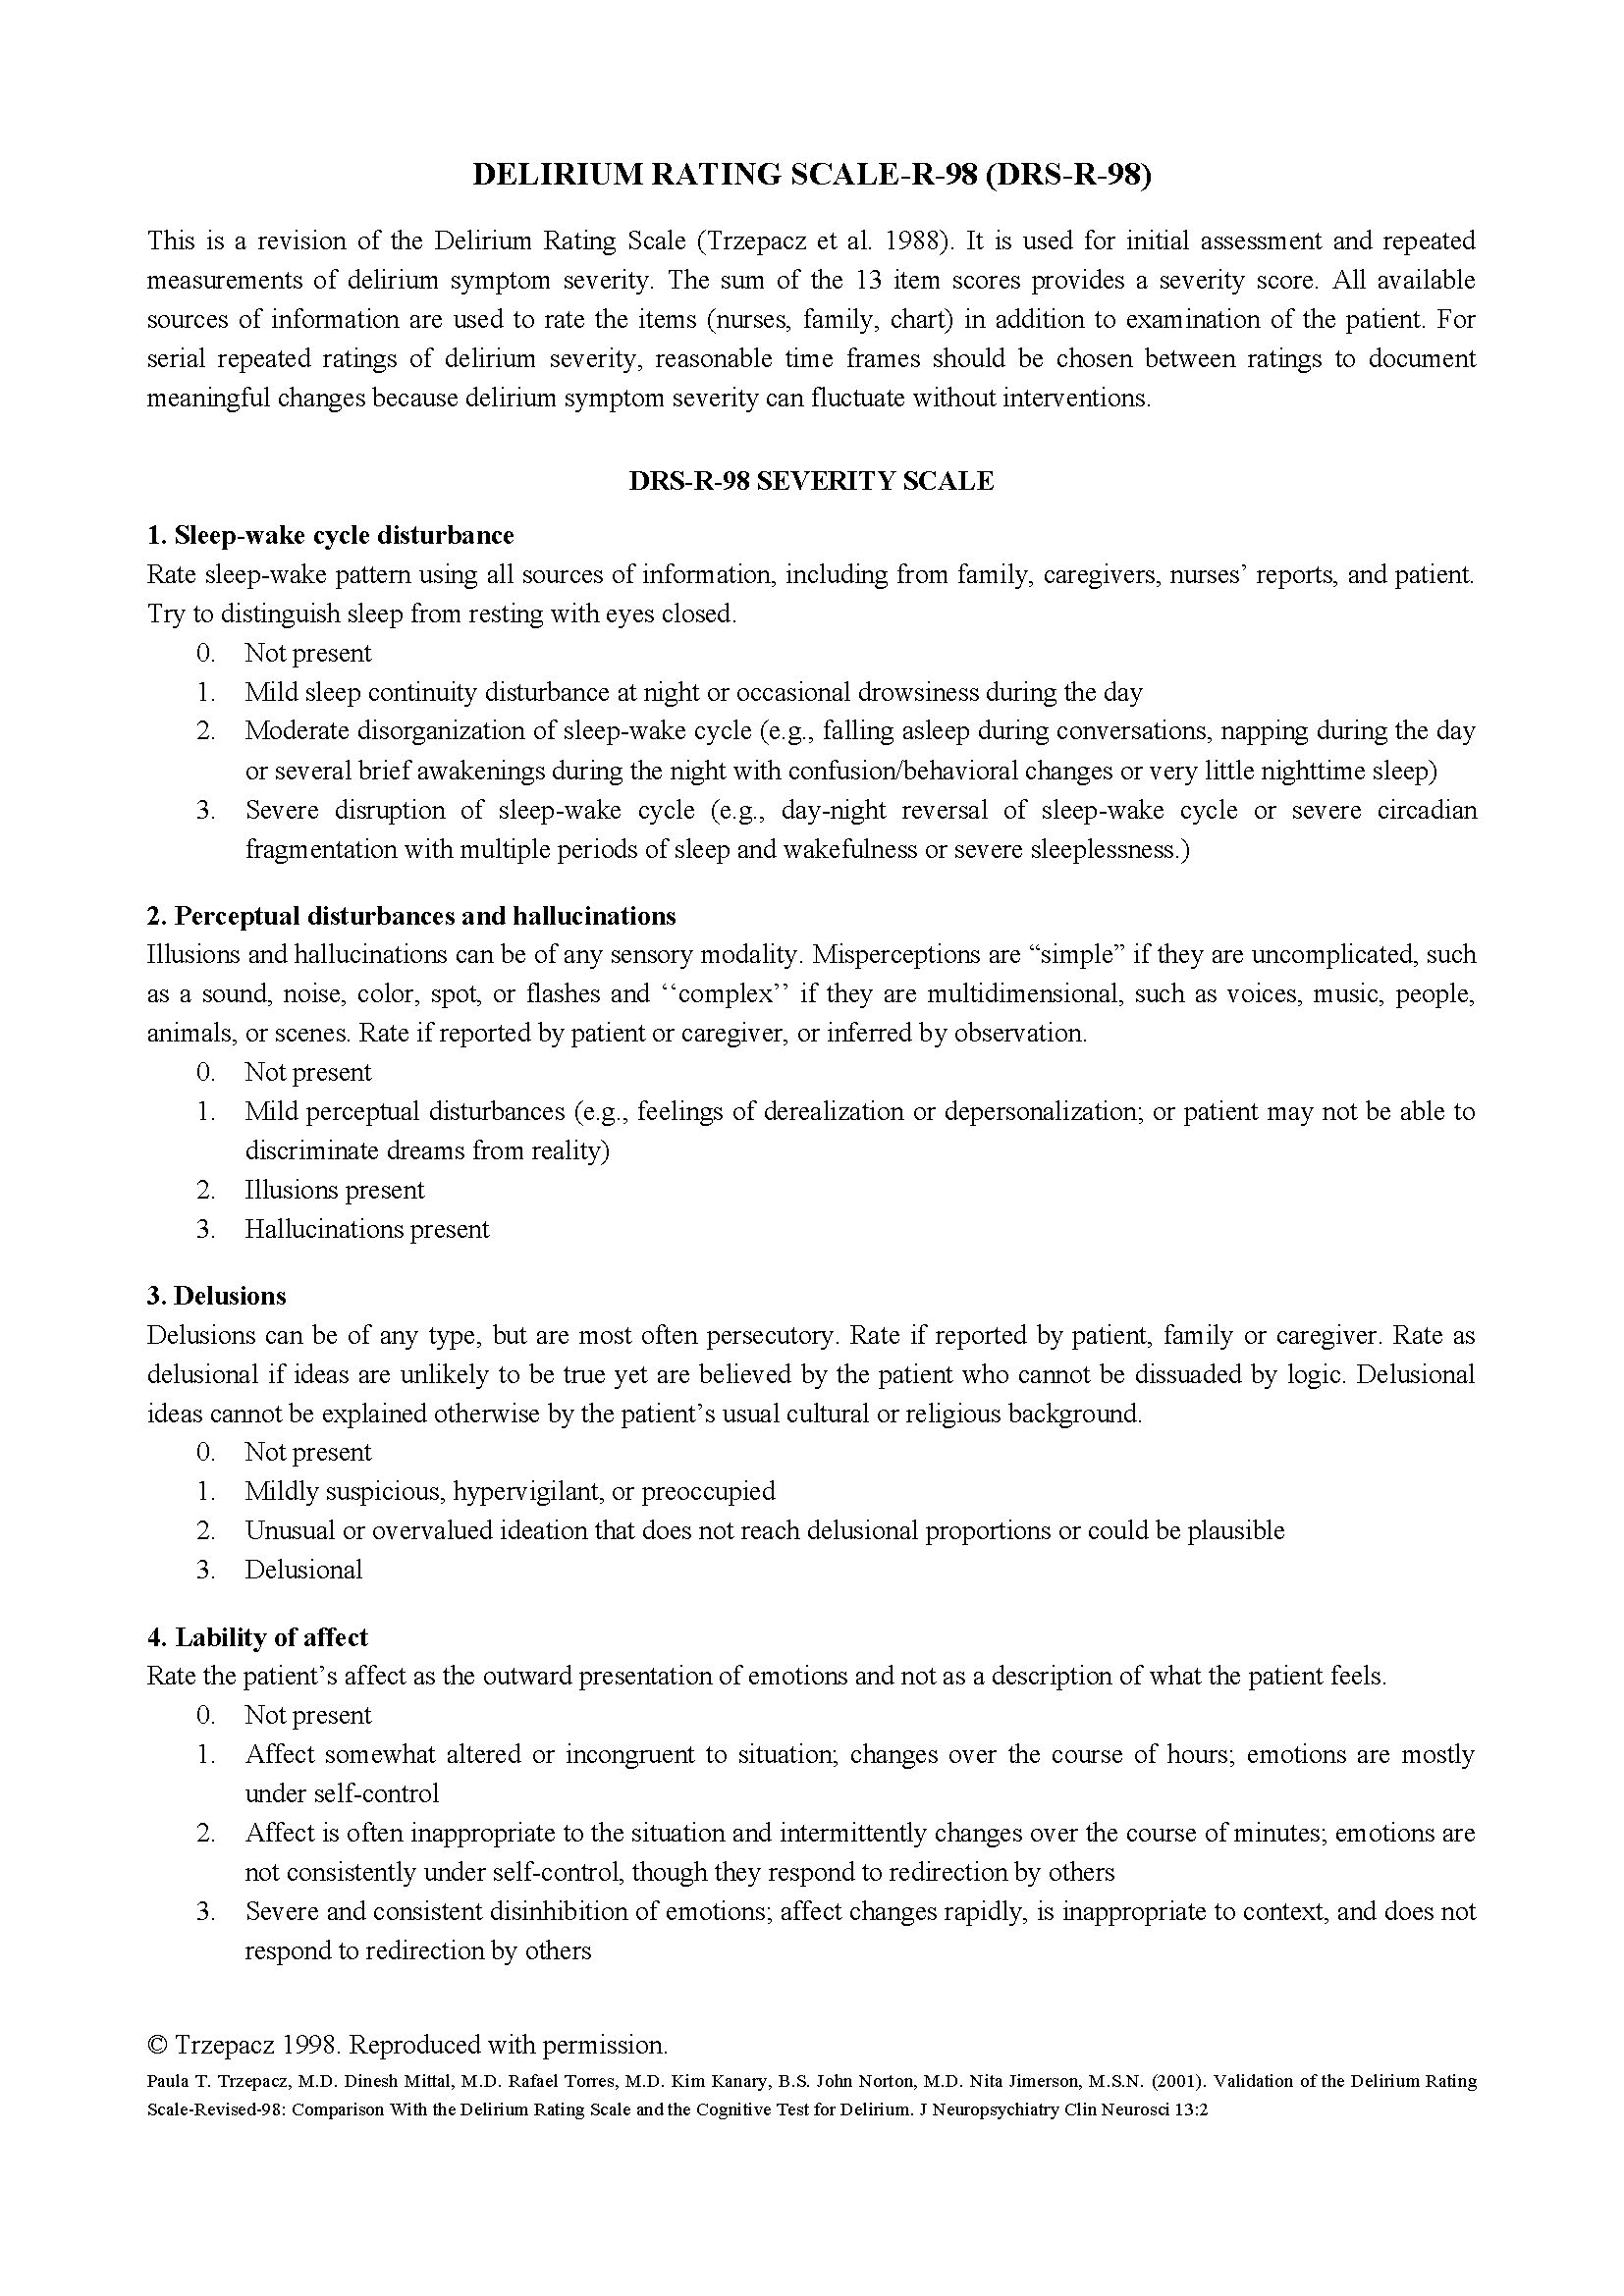 DELIRIUM RATING SCALE-R-98 (DRS-R-98)
This is a revision of the Delirium Rating Scale (Trzepacz et al. 1988). It is used for initial assessment and repeated
measurements of delirium symptom severity. The sum of the 13 item scores provides a severity score. All available
sources of information are used to rate the items (nurses, family, chart) in addition to examination of the patient. For
serial repeated ratings of delirium severity, reasonable time frames should be chosen between ratings to document
meaningful changes because delirium symptom severity can fluctuate without interventions.
DRS-R-98 SEVERITY SCALE
1. Sleep-wake cycle disturbance
Rate sleep-wake pattern using all sources of information, including from family, caregivers, nurses’ reports, and patient.
Try to distinguish sleep from resting with eyes closed.
0. Not present
1. Mild sleep continuity disturbance at night or occasional drowsiness during the day
2. Moderate disorganization of sleep-wake cycle (e.g., falling asleep during conversations, napping during the day
or several brief awakenings during the night with confusion/behavioral changes or very little nighttime sleep)
3. Severe disruption of sleep-wake cycle (e.g., day-night reversal of sleep-wake cycle or severe circadian
fragmentation with multiple periods of sleep and wakefulness or severe sleeplessness.)
2. Perceptual disturbances and hallucinations
Illusions and hallucinations can be of any sensory modality. Misperceptions are “simple” if they are uncomplicated, such
as a sound, noise, color, spot, or flashes and ‘‘complex’’ if they are multidimensional, such as voices, music, people,
animals, or scenes. Rate if reported by patient or caregiver, or inferred by observation.
0. Not present
1. Mild perceptual disturbances (e.g., feelings of derealization or depersonalization; or patient may not be able to
discriminate dreams from reality)
2. Illusions present
3. Hallucinations present
3. Delusions
Delusions can be of any type, but are most often persecutory. Rate if reported by patient, family or caregiver. Rate as
delusional if ideas are unlikely to be true yet are believed by the patient who cannot be dissuaded by logic. Delusional
ideas cannot be explained otherwise by the patient’s usual cultural or religious background.
0. Not present
1. Mildly suspicious, hypervigilant, or preoccupied
2. Unusual or overvalued ideation that does not reach delusional proportions or could be plausible
3. Delusional
4. Lability of affect
Rate the patient’s affect as the outward presentation of emotions and not as a description of what the patient feels.
0. Not present
1. Affect somewhat altered or incongruent to situation; changes over the course of hours; emotions are mostly
under self-control
2. Affect is often inappropriate to the situation and intermittently changes over the course of minutes; emotions are
not consistently under self-control, though they respond to redirection by others
3. Severe and consistent disinhibition of emotions; affect changes rapidly, is inappropriate to context, and does not
respond to redirection by others
© Trzepacz 1998. Reproduced with permission.
Paula T. Trzepacz, M.D. Dinesh Mittal, M.D. Rafael Torres, M.D. Kim Kanary, B.S. John Norton, M.D. Nita Jimerson, M.S.N. (2001). Validation of the Delirium Rating
Scale-Revised-98: Comparison With the Delirium Rating Scale and the Cognitive Test for Delirium. J Neuropsychiatry Clin Neurosci 13:2